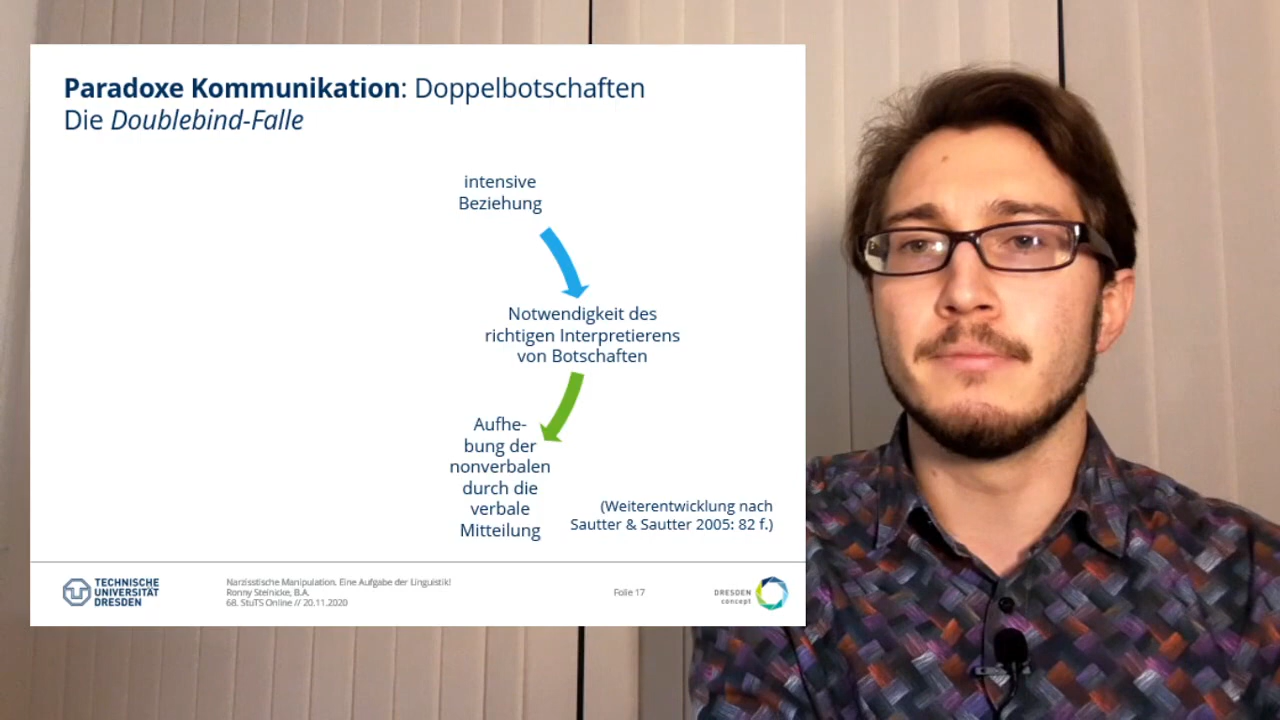 Paradoxe Kommunikation: Doppelbotschaften
Die Doublebind-Falle
intensive
Beziehung
Notwendigkeit des
richtigen Interpretierens
von Botschaften
Aufhe-
bung der
nonverbalen
durch die
verbale
Mitteilung
(Weiterentwicklung nach
Sautter & Sautter 2005: 82 f.)
TECHNISCHE
UNIVERSITÄT
DRESDEN
Narzisstische Manipulation. Eine Aufgabe der Linguistik!
Ronny Steinicke, B.A.
68. StuTS Online // 20.11.2020
Folie 17
DRESDEN
concept